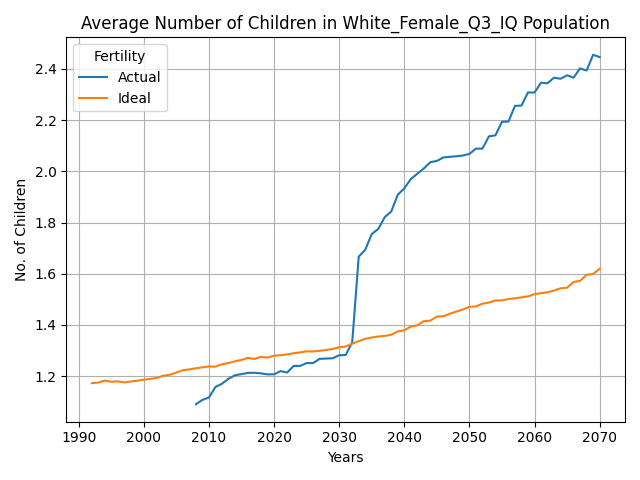 Average Number of Children in White_Female_Q3_IQ Population
Fertility
Actual
Ideal
No. of Children
2.4
2.2
2.0
1.8
1.6
1.4
1.2
1990 2000 2010 2020 2030 2040 2050 2060 2070
Years